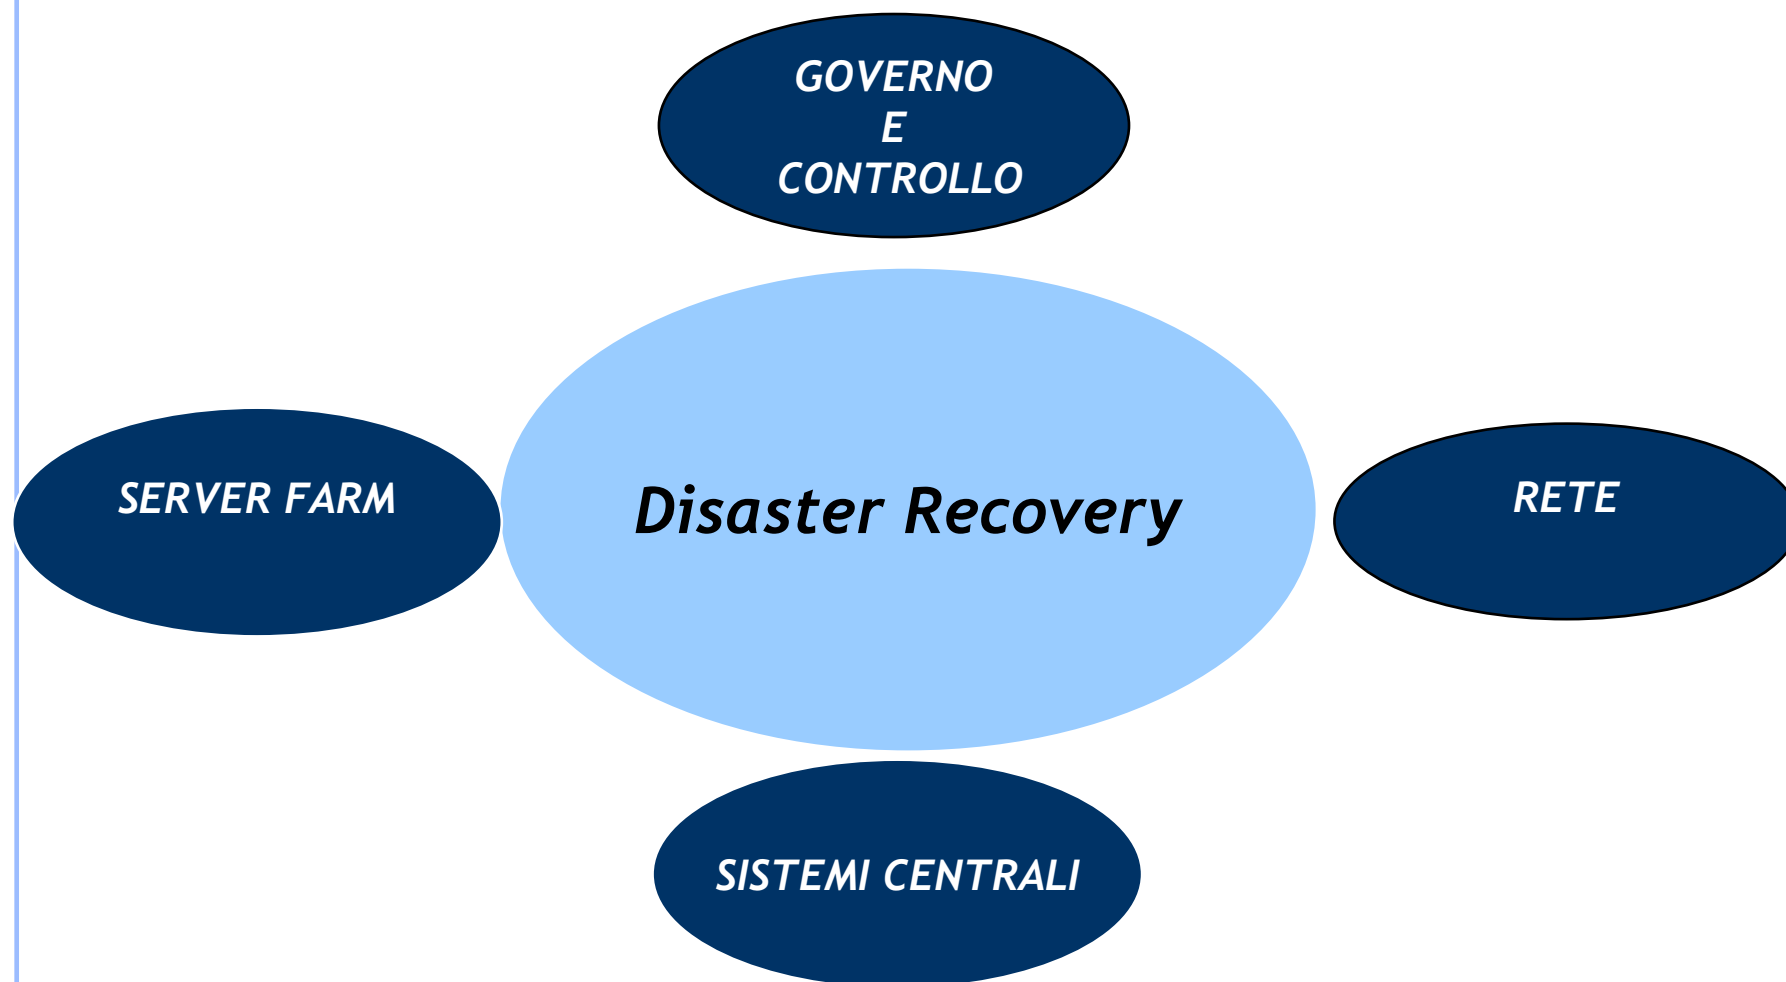 GOVERNO
E
CONTROLLO
SERVER FARM
Disaster Recovery
RETE
SISTEMI CENTRALI